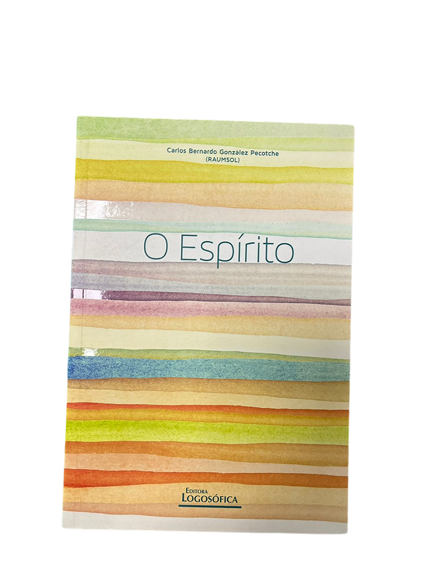 Carlos Bernardo González Pecotche
(RAUMSOL)
O Espírito
EDITORA
LOGOSÓFICA